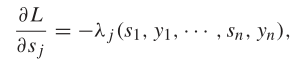 ∂L/∂s_j = −λ_j(s_1, y_1, ⋯ , s_n, y_n),